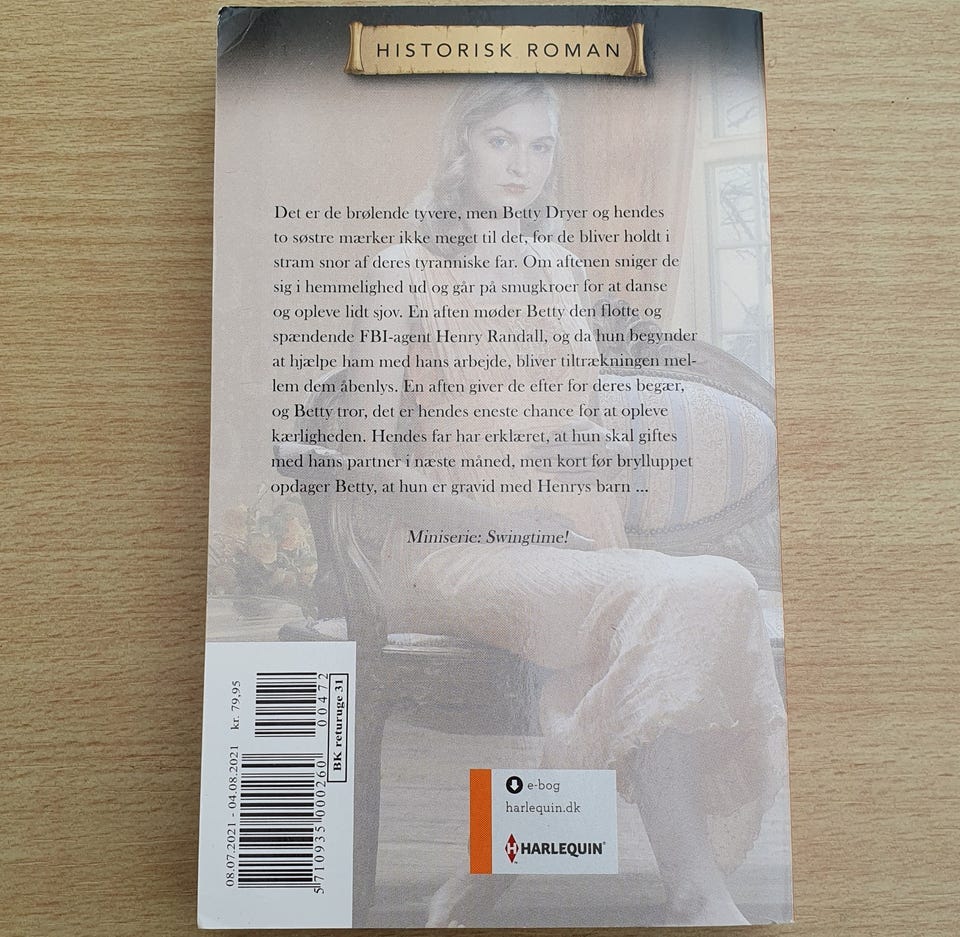 HISTORISK ROMAN
Det er de brølende tyvere, men Betty Dryer og hendes
to søstre mærker ikke meget til det, for de bliver holdt i
stram snor af deres tyranniske far. Om aftenen sniger de
sig i hemmelighed ud og går på smugkroer for at danse
og opleve lidt sjov. En aften møder Betty den flotte og
spændende FBI-agent Henry Randall, og da hun begynder
at hjælpe ham med hans arbejde, bliver tiltrækningen mel-
lem dem åbenlys. En aften giver de efter for deres begær,
og Betty tror, det er hendes eneste chance for at opleve
kærligheden. Hendes far har erklæret, at hun skal giftes
med hans partner i næste måned, men kort før brylluppet
opdager Betty, at hun er gravid med Henrys barn ...
Miniserie: Swingtime!
08.07.2021 - 04.08.2021 kr. 79,95
5 710935 000260
00472
BK returuge 31
e-bog
harlequin.dk
H HARLEQUIN®